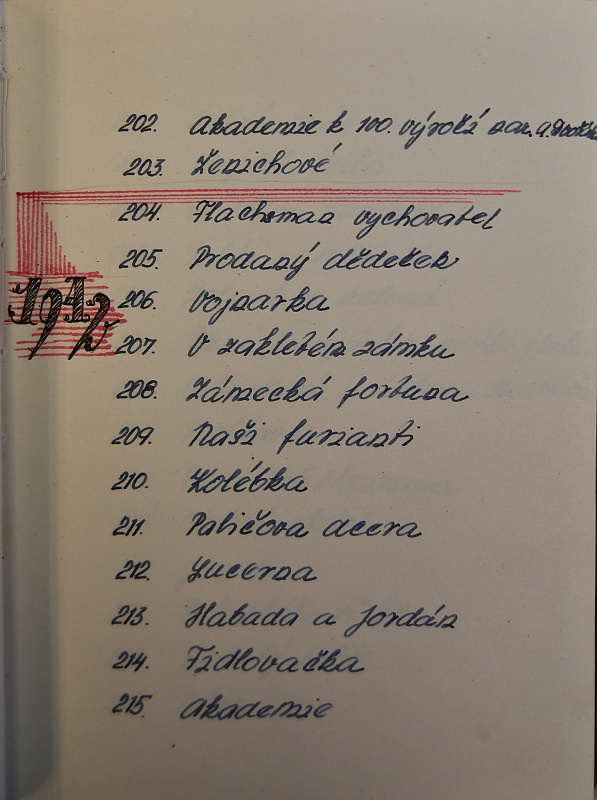 202. Akademie k 100. výročí nar. A. Dvořáka
203. Ženichové
204. Flachsman vychovatel
205. Prodaný dědeček
1942
206. Vojnarka
207. V zakletém zámku
208. Zámecká fortuna
209. Naši furianti
210. Kolébka
211. Paličova dcera
212. Lucerna
213. Habada a Jordán
214. Fidlovačka
215. Akademie